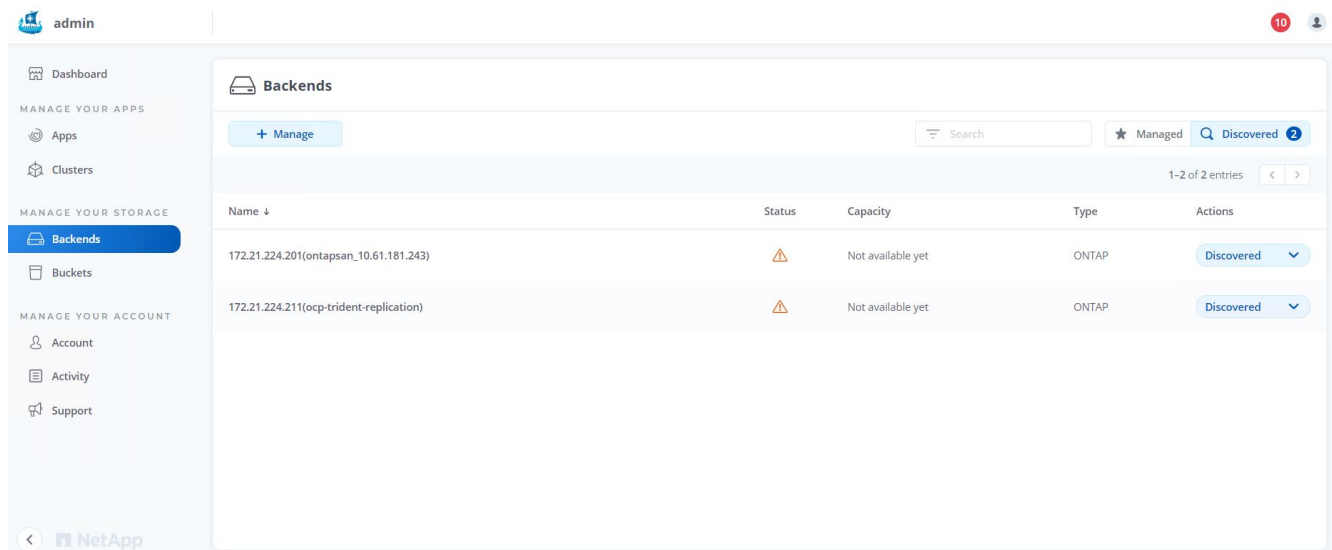 admin
10
Dashboard
MANAGE YOUR APPS
Apps
Clusters
MANAGE YOUR STORAGE
Backends
Buckets
MANAGE YOUR ACCOUNT
Account
Activity
Support
NetApp
Backends
+ Manage
Search
Managed
Discovered 2
1–2 of 2 entries
Name ↓ Status Capacity Type Actions
172.21.224.201(ontapsan_10.61.181.243) Not available yet ONTAP Discovered
172.21.224.211(ocp-trident-replication) Not available yet ONTAP Discovered